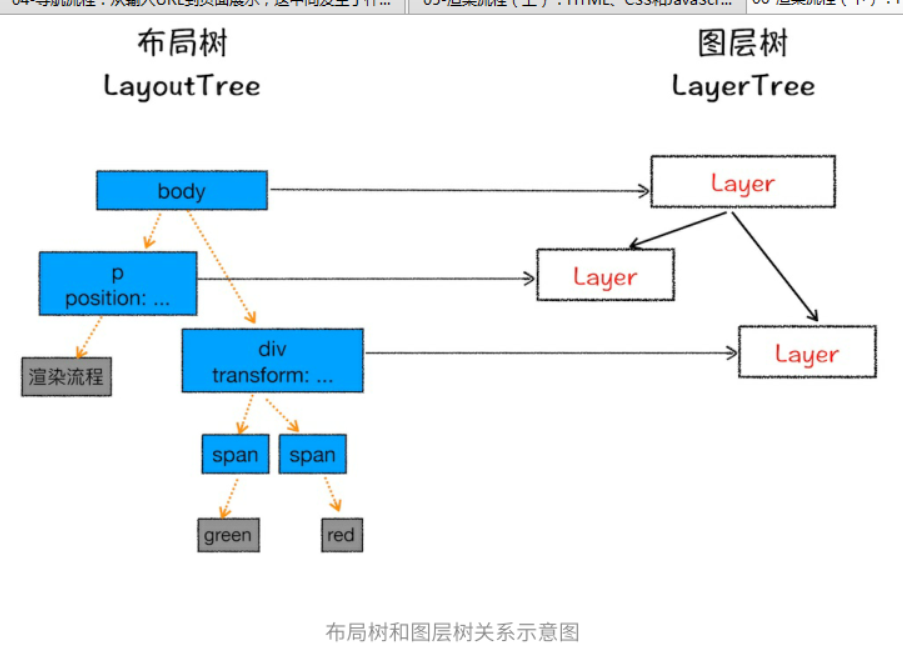 04-导航流程：从输入URL到页面展示，这中间发生了什...
05-渲染流程（上）：HTML、CSS和JavaScr...
06-渲染流程（下）：
布局树
LayoutTree
图层树
LayerTree
body
Layer
p
position: ...
Layer
div
transform: ...
Layer
渲染流程
span
span
green
red
布局树和图层树关系示意图